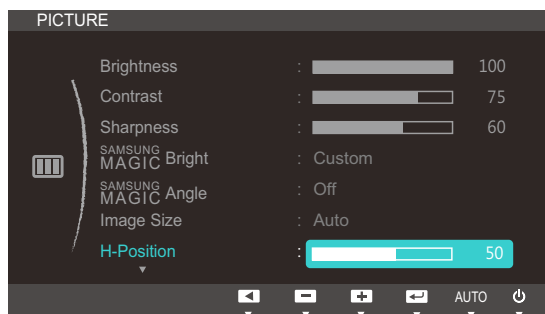 PICTURE
Brightness : 100
Contrast : 75
Sharpness : 60
SAMSUNG MAGIC Bright : Custom
SAMSUNG MAGIC Angle : Off
Image Size : Auto
H-Position : 50
AUTO